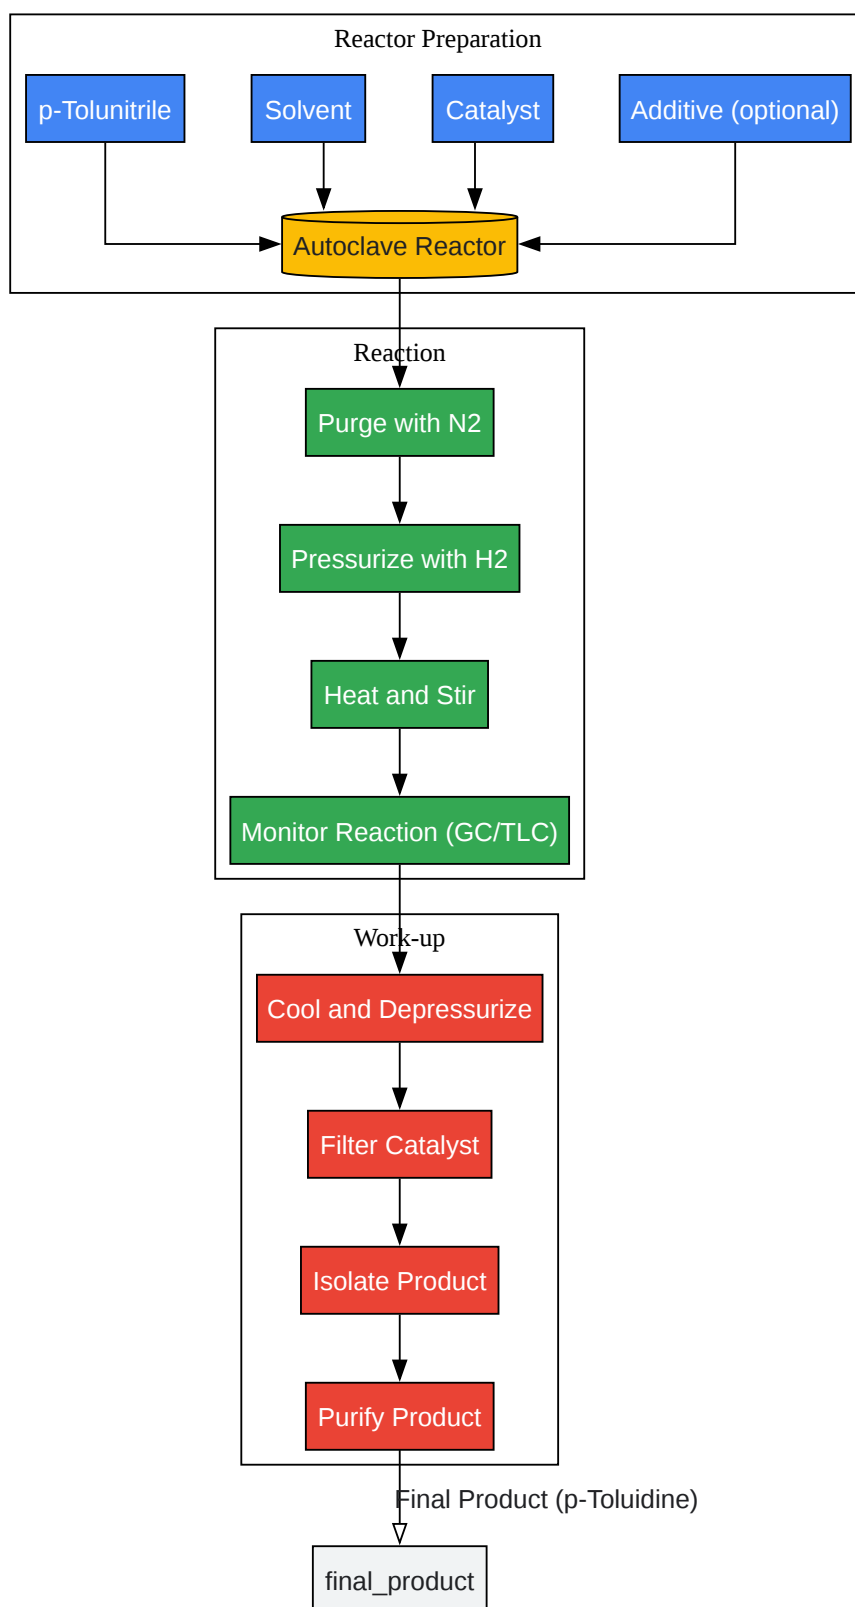 Reactor Preparation
p-Tolunitrile
Solvent
Catalyst
Additive (optional)
Autoclave Reactor
Reaction
Purge with N2
Pressurize with H2
Heat and Stir
Monitor Reaction (GC/TLC)
Work-up
Cool and Depressurize
Filter Catalyst
Isolate Product
Purify Product
Final Product (p-Toluidine)
final_product